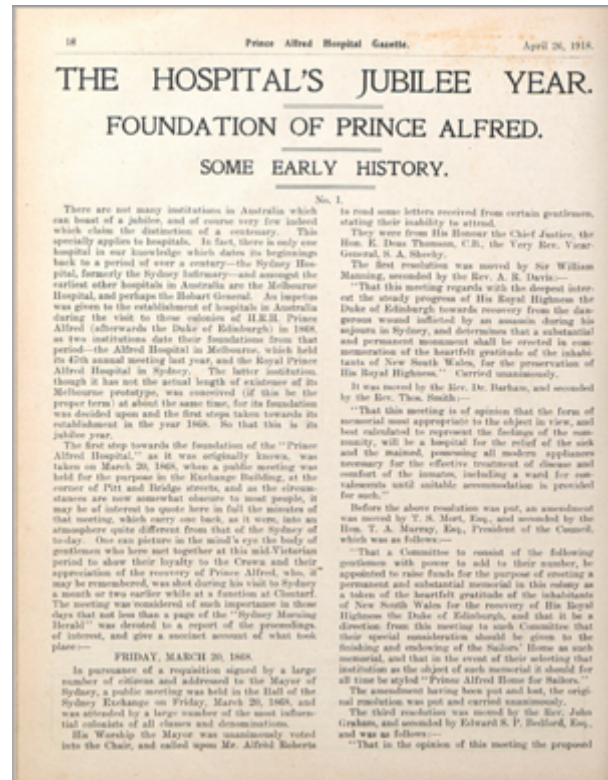 18
Prince Alfred Hospital Gazette.
April 26, 1918.
THE HOSPITAL'S JUBILEE YEAR.
FOUNDATION OF PRINCE ALFRED.
SOME EARLY HISTORY.
No. 1.
There are not many institutions in Australia which
can boast of a jubilee, and of course very few indeed
which claim the distinction of a centenary. This
specially applies to hospitals. In fact, there is only one
hospital in our knowledge which dates its beginnings
back to a period of over a century—the Sydney Hos-
pital, formerly the Sydney Infirmary—and amongst the
earliest other hospitals in Australia are the Melbourne
Hospital, and perhaps the Hobart General. An impetus
was given to the establishment of hospitals in Australia
during the visit to these colonies of H.R.H. Prince
Alfred (afterwards the Duke of Edinburgh) in 1868,
as two institutions date their foundations from that
period—the Alfred Hospital in Melbourne, which held
its 47th annual meeting last year, and the Royal Prince
Alfred Hospital in Sydney. The latter institution,
though it has not the actual length of existence of its
Melbourne prototype, was conceived (if this be the
proper term) at about the same time, for its foundation
was decided upon and the first steps taken towards its
establishment in the year 1868. So that this is its
jubilee year.
The first step towards the foundation of the "Prince
Alfred Hospital," as it was originally known, was
taken on March 20, 1868, when a public meeting was
held for the purpose in the Exchange Building, at the
corner of Pitt and Bridge streets, and as the circum-
stances are now somewhat obscure to most people, it
may be of interest to quote here in full the minutes of
that meeting, which carry one back, as it were, into an
atmosphere quite different from that of the Sydney of
to-day. One can picture in the mind's eye the body of
gentlemen who here met together at this mid-Victorian
period to show their loyalty to the Crown and their
appreciation of the recovery of Prince Alfred, who, it
may be remembered, was shot during his visit to Sydney
a month or two earlier while at a function at Clontarf.
The meeting was considered of such importance in those
days that not less than a page of the "Sydney Morning
Herald" was devoted to a report of the proceedings.
of interest, and give a succinct account of what took
place:—
FRIDAY, MARCH 20, 1868.
In pursuance of a requisition signed by a large
number of citizens and addressed to the Mayor of
Sydney, a public meeting was held in the Hall of the
Sydney Exchange on Friday, March 20, 1868, and
was attended by a large number of the most influen-
tial colonists of all classes and denominations.
His Worship the Mayor was unanimously voted
into the Chair, and called upon Mr. Alfred Roberts
to read some letters received from certain gentlemen,
stating their inability to attend.
They were from His Honour the Chief Justice, the
Hon. E. Deas Thomson, C.B., the Very Rev. Vicar-
General, S. A. Sheehy.
The first resolution was moved by Sir William
Manning, seconded by the Rev. A. R. Davis:—
"That this meeting regards with the deepest inter-
est the steady progress of His Royal Highness the
Duke of Edinburgh towards recovery from the dan-
gerous wound inflicted by an assassin during his
sojourn in Sydney, and determines that a substantial
and permanent monument shall be erected in com-
memoration of the heartfelt gratitude of the inhabi-
tants of New South Wales, for the preservation of
His Royal Highness." Carried unanimously.
It was moved by the Rev. Dr. Barham, and seconded
by the Rev. Thos. Smith:—
"That this meeting is of opinion that the form of
memorial most appropriate to the object in view, and
best calculated to represent the feelings of the com-
munity, will be a hospital for the relief of the sick
and the maimed, possessing all modern appliances
necessary for the effective treatment of disease and
comfort of the inmates, including a ward for con-
valescents until suitable accommodation is provided
for such."
Before the above resolution was put, an amendment
was moved by T. S. Mort, Esq., and seconded by the
Hon. T. A. Murray, Esq., President of the Council,
which was as follows:—
"That a Committee to consist of the following
gentlemen with power to add to their number, be
appointed to raise funds for the purpose of erecting a
permanent and substantial memorial in this colony as
a token of the heartfelt gratitude of the inhabitants
of New South Wales for the recovery of His Royal
Highness the Duke of Edinburgh, and that it be a
direction from this meeting to such Committee that
their special consideration should be given to the
finishing and endowing of the Sailors' Home as such
memorial, and that in the event of their selecting that
institution as the object of such memorial it should for
all time be styled "Prince Alfred Home for Sailors."
The amendment having been put and lost, the origi-
nal resolution was put and carried unanimously.
The third resolution was moved by the Rev. John
Graham, and seconded by Edward S. P. Bedford, Esq.,
and was as follows:—
"That in the opinion of this meeting the proposed